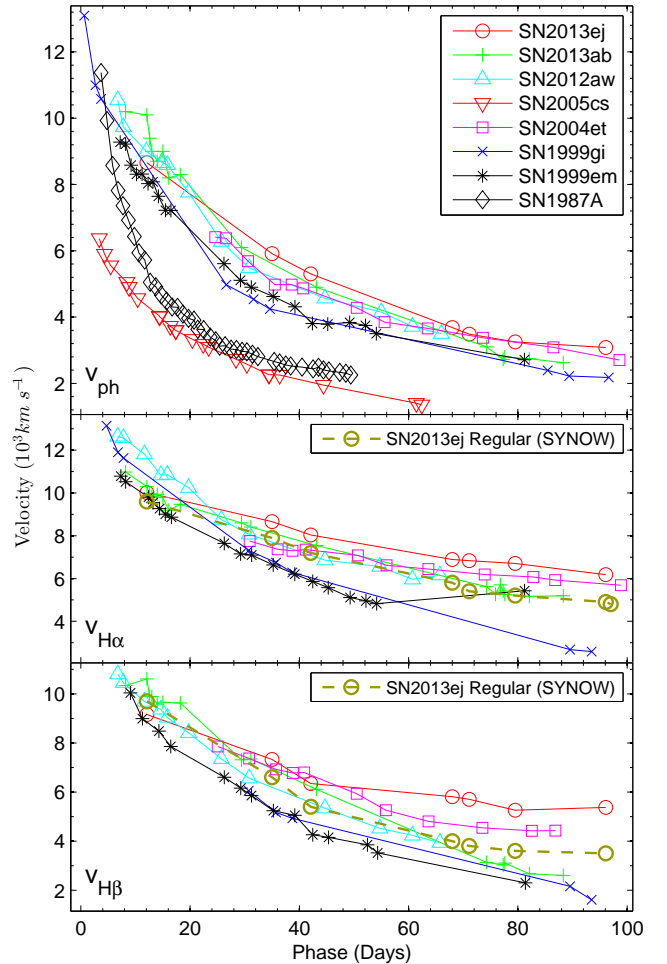 12
10
8
6
4
2
SN2013ej
SN2013ab
SN2012aw
SN2005cs
SN2004et
SN1999gi
SN1999em
SN1987A
v_ph
Velocity (10³km s⁻¹)
12
10
8
6
4
SN2013ej Regular (SYNOW)
v_Hα
10
8
6
4
2
SN2013ej Regular (SYNOW)
v_Hβ
0 20 40 60 80 100
Phase (Days)